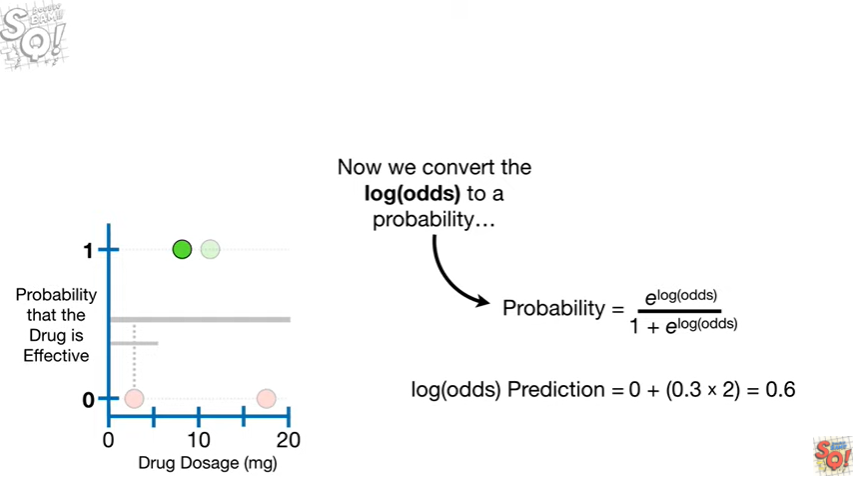 Now we convert the
log(odds) to a
probability…
Probability = e^log(odds) / 1 + e^log(odds)
log(odds) Prediction = 0 + (0.3 × 2) = 0.6
1
Probability
that the
Drug is
Effective
0
0 10 20
Drug Dosage (mg)
SQ!